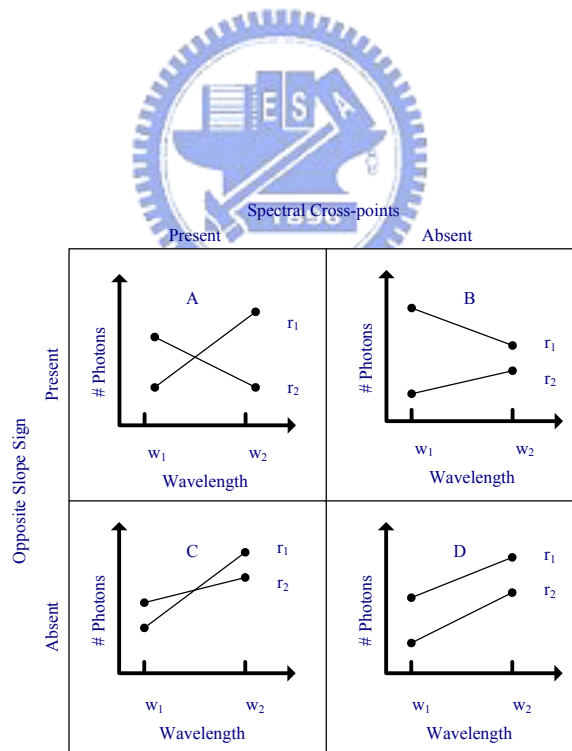 E S A
1896
Spectral Cross-points
Present Absent
Opposite Slope Sign
Present
A
# Photons
r1
r2
w1 w2
Wavelength
B
# Photons
r1
r2
w1 w2
Wavelength
Absent
C
# Photons
r1
r2
w1 w2
Wavelength
D
# Photons
r1
r2
w1 w2
Wavelength